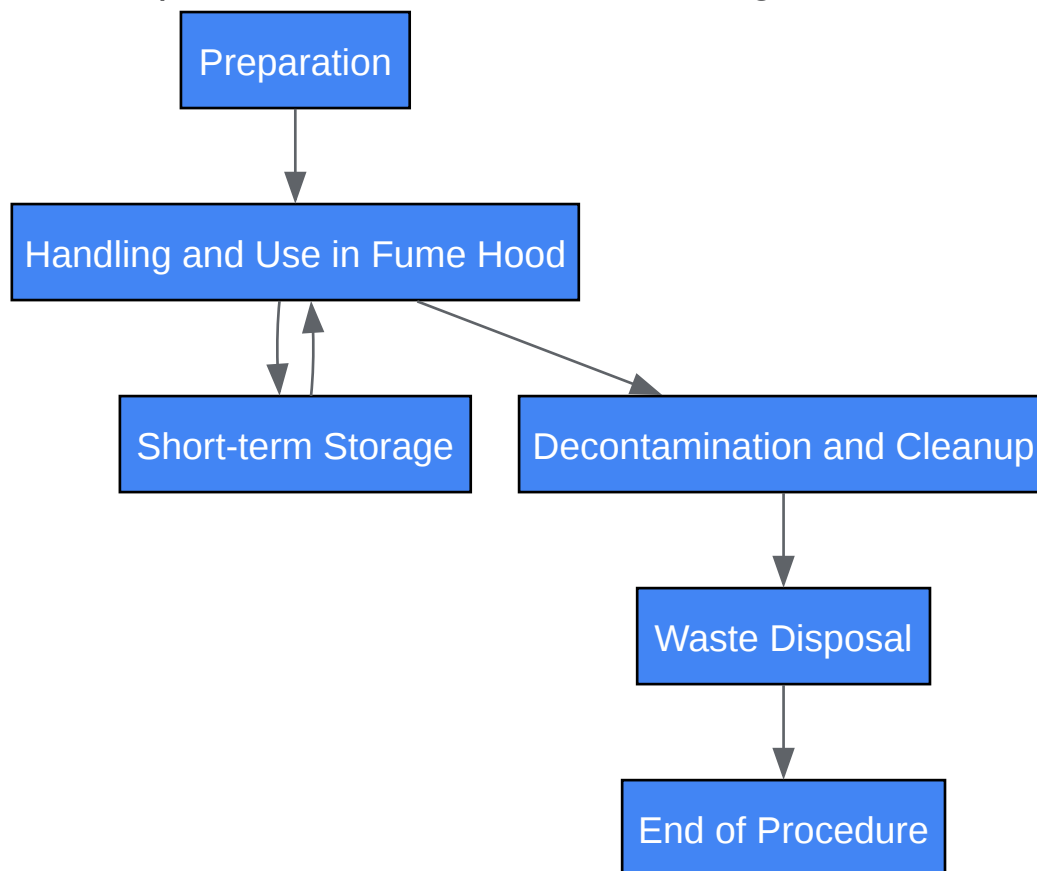 Preparation
Handling and Use in Fume Hood
Short-term Storage
Decontamination and Cleanup
Waste Disposal
End of Procedure